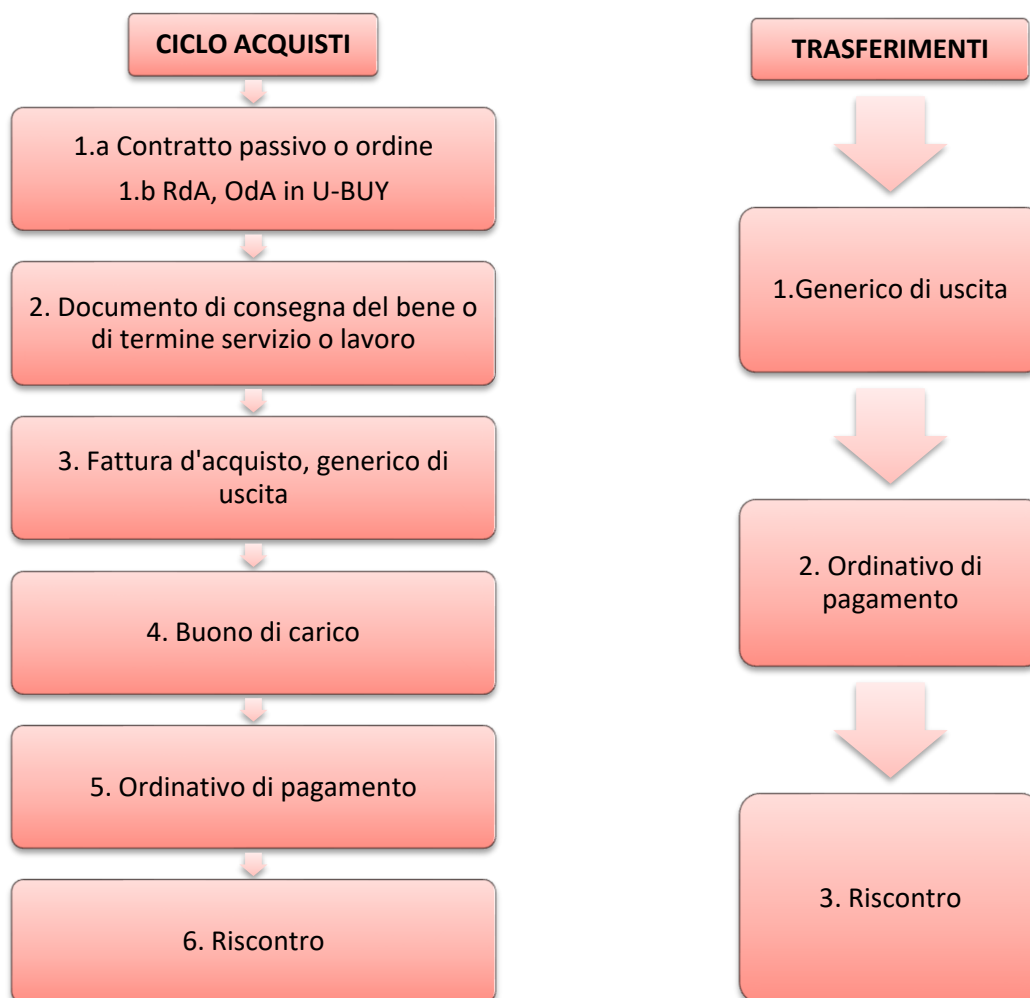 CICLO ACQUISTI
1.a Contratto passivo o ordine
1.b RdA, OdA in U-BUY
2. Documento di consegna del bene o
di termine servizio o lavoro
3. Fattura d'acquisto, generico di
uscita
4. Buono di carico
5. Ordinativo di pagamento
6. Riscontro
TRASFERIMENTI
1.Generico di uscita
2. Ordinativo di
pagamento
3. Riscontro